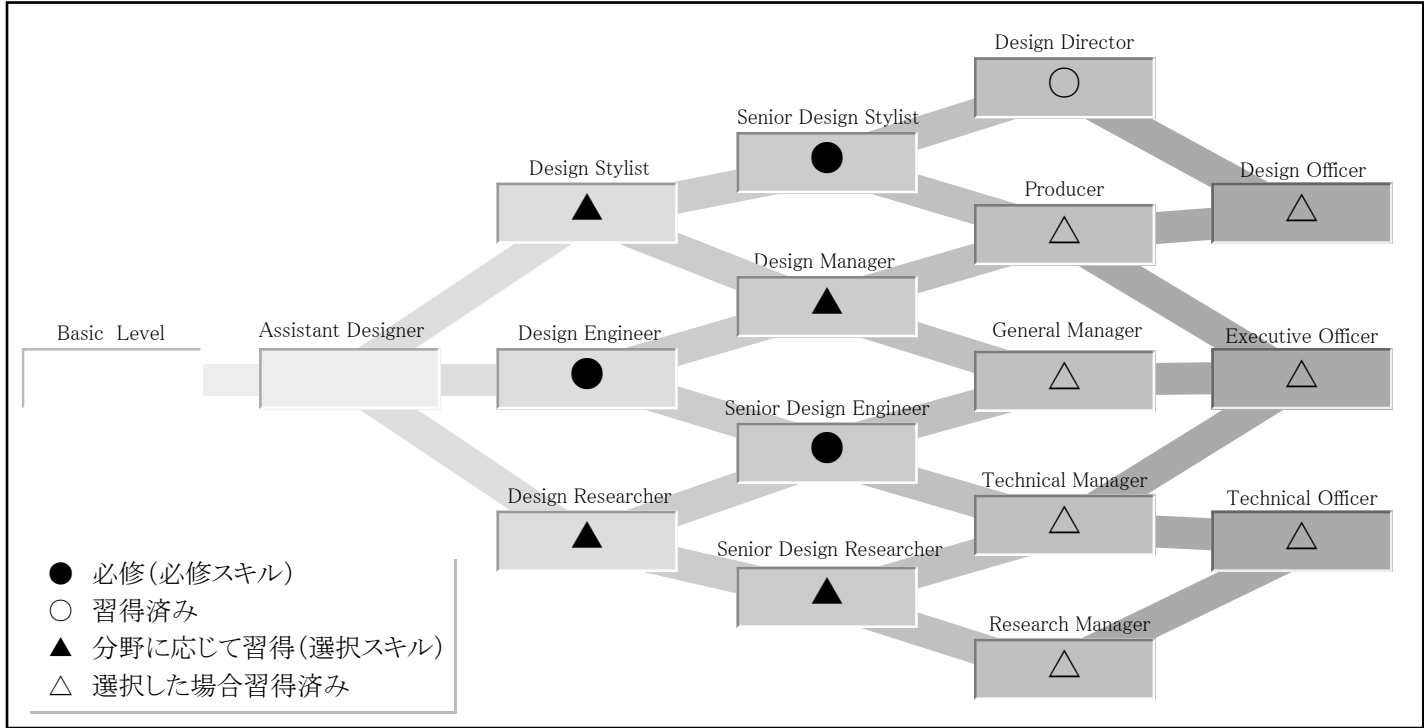 Design Director
○
Senior Design Stylist
●
Design Stylist
▲
Producer
△
Design Officer
△
Design Manager
▲
Basic Level
Assistant Designer
Design Engineer
●
General Manager
△
Executive Officer
△
Senior Design Engineer
●
Design Researcher
▲
Technical Manager
△
Technical Officer
△
Senior Design Researcher
▲
Research Manager
△
● 必修(必修スキル)
○ 習得済み
▲ 分野に応じて習得(選択スキル)
△ 選択した場合習得済み